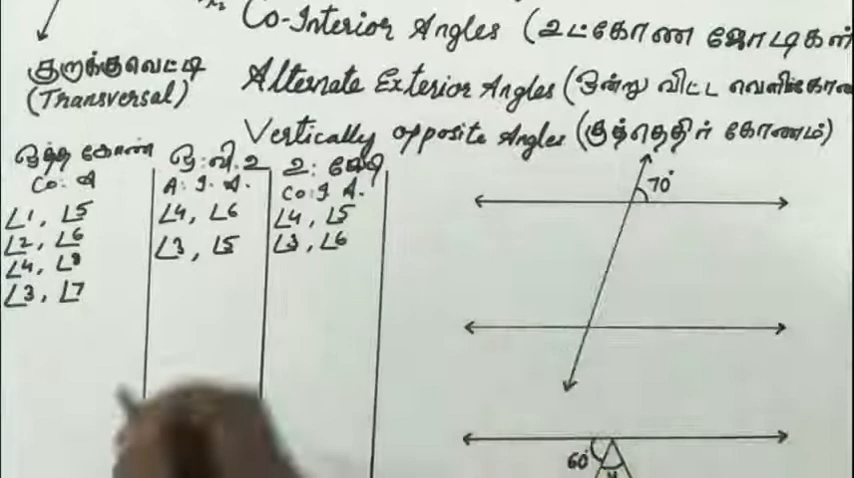 Co-Interior Angles (உட்கோண ஜோடிகள்
குறுக்குவெட்டி
(Transversal)
Alternate Exterior Angles (ஒன்று விட்ட வெளிக்கோண
Vertically opposite Angles (குத்தெதிர் கோணம்)
ஒத்த கோண
Co: A
∠1, ∠5
∠2, ∠6
∠4, ∠8
∠3, ∠7
ஒ.வி.உ
A: I. A.
∠4, ∠6
∠3, ∠5
Co: I A.
∠4, ∠5
∠3, ∠6
70°
60°